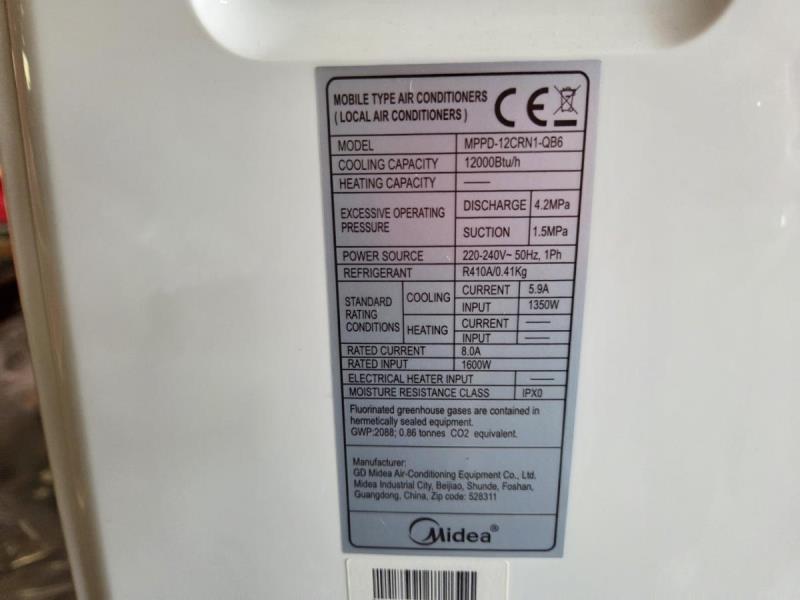 MOBILE TYPE AIR CONDITIONERS
( LOCAL AIR CONDITIONERS )
CE
MODEL MPPD-12CRN1-QB6
COOLING CAPACITY 12000Btu/h
HEATING CAPACITY ——
EXCESSIVE OPERATING PRESSURE DISCHARGE 4.2MPa
SUCTION 1.5MPa
POWER SOURCE 220-240V~ 50Hz, 1Ph
REFRIGERANT R410A/0.41Kg
STANDARD RATING CONDITIONS COOLING CURRENT 5.9A
INPUT 1350W
HEATING CURRENT ——
INPUT ——
RATED CURRENT 8.0A
RATED INPUT 1600W
ELECTRICAL HEATER INPUT ——
MOISTURE RESISTANCE CLASS IPX0
Fluorinated greenhouse gases are contained in
hermetically sealed equipment.
GWP:2088; 0.86 tonnes CO2 equivalent.
Manufacturer:
GD Midea Air-Conditioning Equipment Co., Ltd.
Midea Industrial City, Beijiao, Shunde, Foshan,
Guangdong, China, Zip code: 528311
Midea®